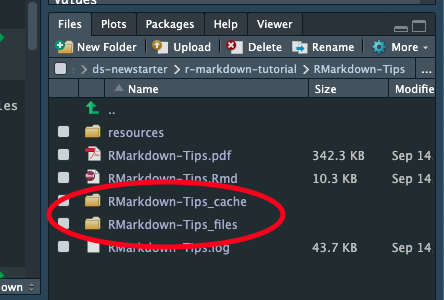 Values
Files Plots Packages Help Viewer
New Folder Upload Delete Rename More
ds-newstarter > r-markdown-tutorial > RMarkdown-Tips ...
Name Size Modifie
..
resources
RMarkdown-Tips.pdf 342.3 KB Sep 14
RMarkdown-Tips.Rmd 10.3 KB Sep 14
les
RMarkdown-Tips_cache
RMarkdown-Tips_files
RMarkdown-Tips.log 43.7 KB Sep 14
own